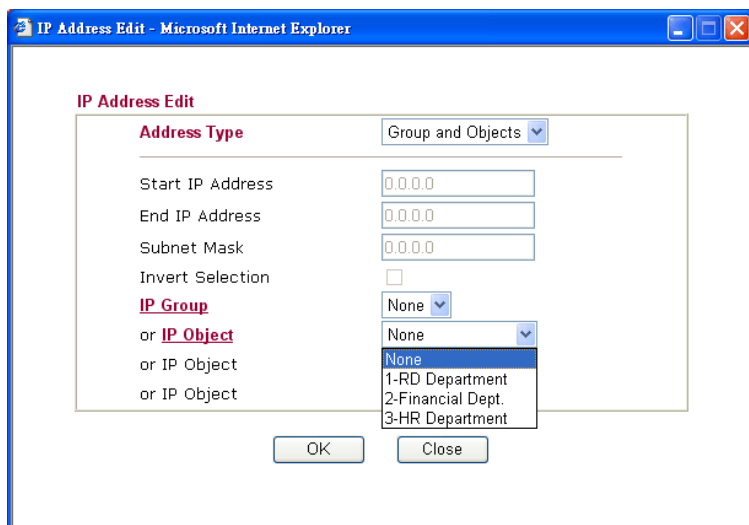 IP Address Edit - Microsoft Internet Explorer
IP Address Edit
Address Type Group and Objects
Start IP Address 0.0.0.0
End IP Address 0.0.0.0
Subnet Mask 0.0.0.0
Invert Selection
IP Group None
or IP Object None
None
or IP Object 1-RD Department
2-Financial Dept.
or IP Object 3-HR Department
OK Close